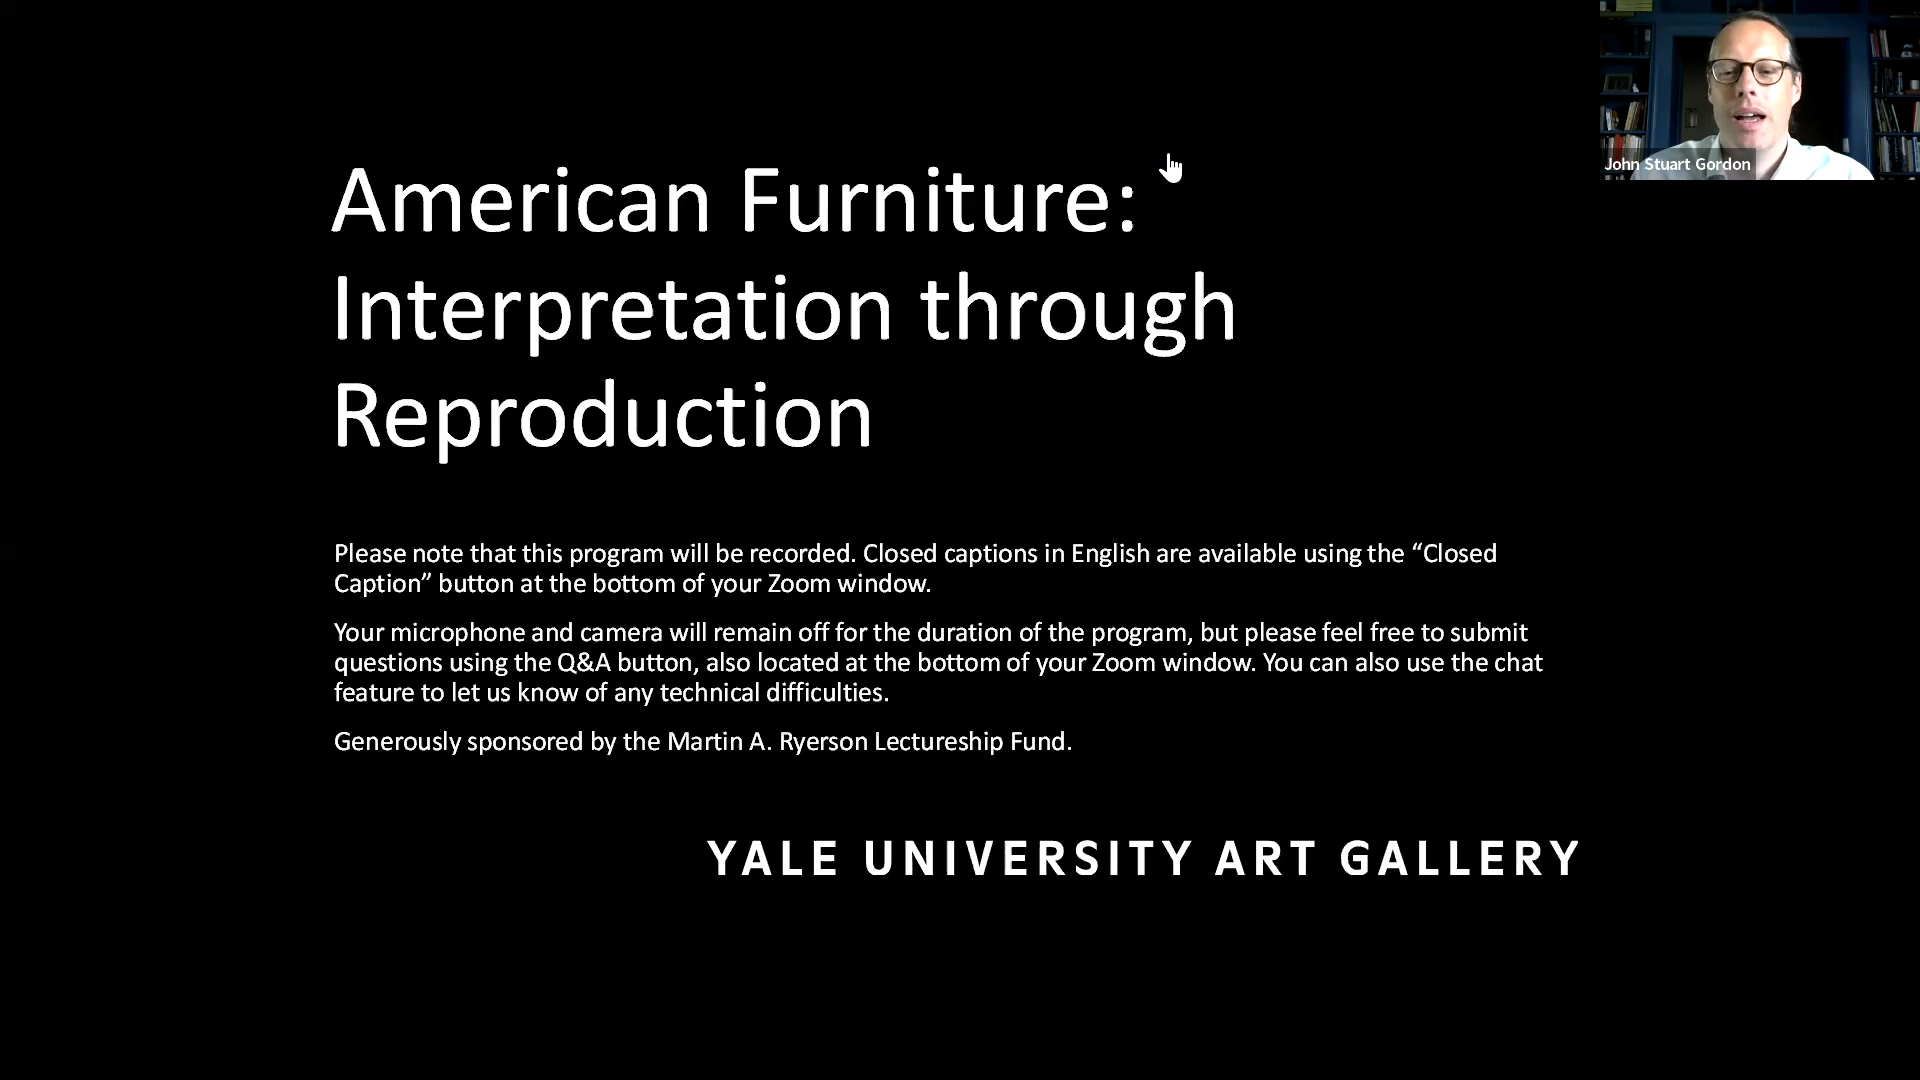 John Stuart Gordon
American Furniture:
Interpretation through
Reproduction
Please note that this program will be recorded. Closed captions in English are available using the “Closed
Caption” button at the bottom of your Zoom window.
Your microphone and camera will remain off for the duration of the program, but please feel free to submit
questions using the Q&A button, also located at the bottom of your Zoom window. You can also use the chat
feature to let us know of any technical difficulties.
Generously sponsored by the Martin A. Ryerson Lectureship Fund.
YALE UNIVERSITY ART GALLERY